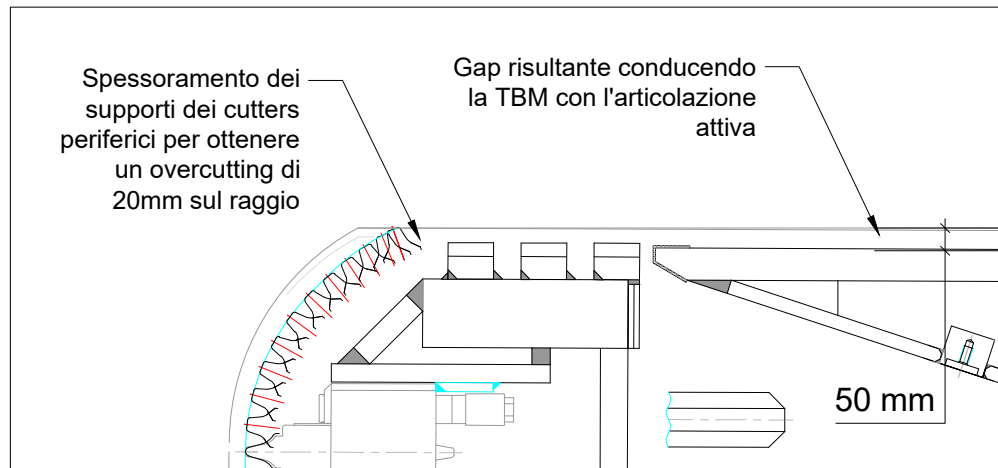 Spessoramento dei
supporti dei cutters
periferici per ottenere
un overcutting di
20mm sul raggio
Gap risultante conducendo
la TBM con l'articolazione
attiva
50 mm